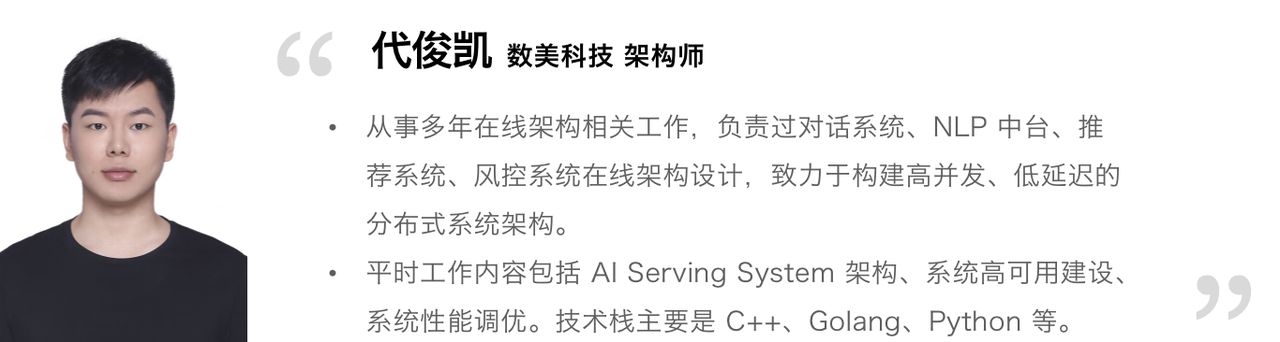 “ 代俊凯 数美科技 架构师
• 从事多年在线架构相关工作，负责过对话系统、NLP 中台、推
荐系统、风控系统在线架构设计，致力于构建高并发、低延迟的
分布式系统架构。
• 平时工作内容包括 AI Serving System 架构、系统高可用建设、
系统性能调优。技术栈主要是 C++、Golang、Python 等。 ”